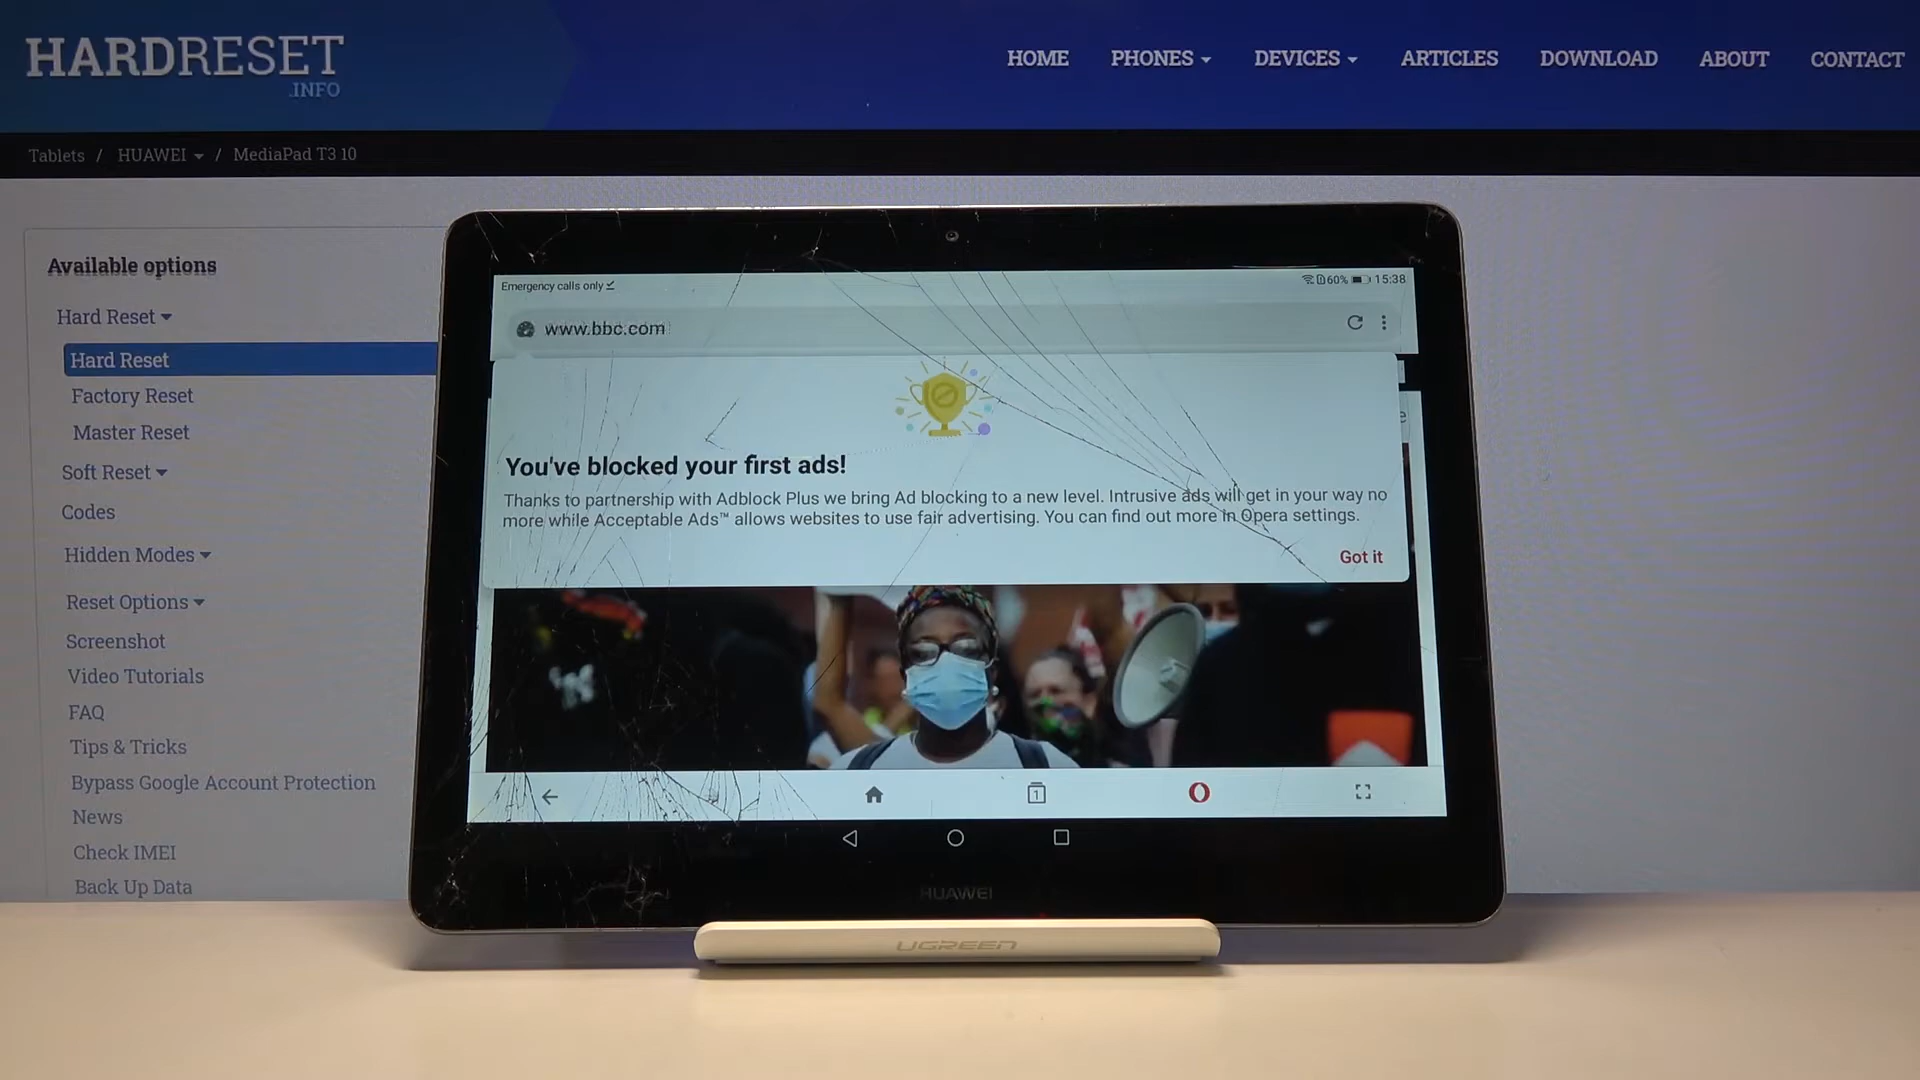 HARDRESET
.INFO
HOME PHONES DEVICES ARTICLES DOWNLOAD ABOUT CONTACT
Tablets / HUAWEI / MediaPad T3 10
Available options
Hard Reset
Hard Reset
Factory Reset
Master Reset
Soft Reset
Codes
Hidden Modes
Reset Options
Screenshot
Video Tutorials
FAQ
Tips & Tricks
Bypass Google Account Protection
News
Check IMEI
Back Up Data
Emergency calls only
60% 15:38
www.bbc.com
You've blocked your first ads!
Thanks to partnership with Adblock Plus we bring Ad blocking to a new level. Intrusive ads will get in your way no
more while Acceptable Ads™ allows websites to use fair advertising. You can find out more in Opera settings.
Got it
1
HUAWEI
UGREEN